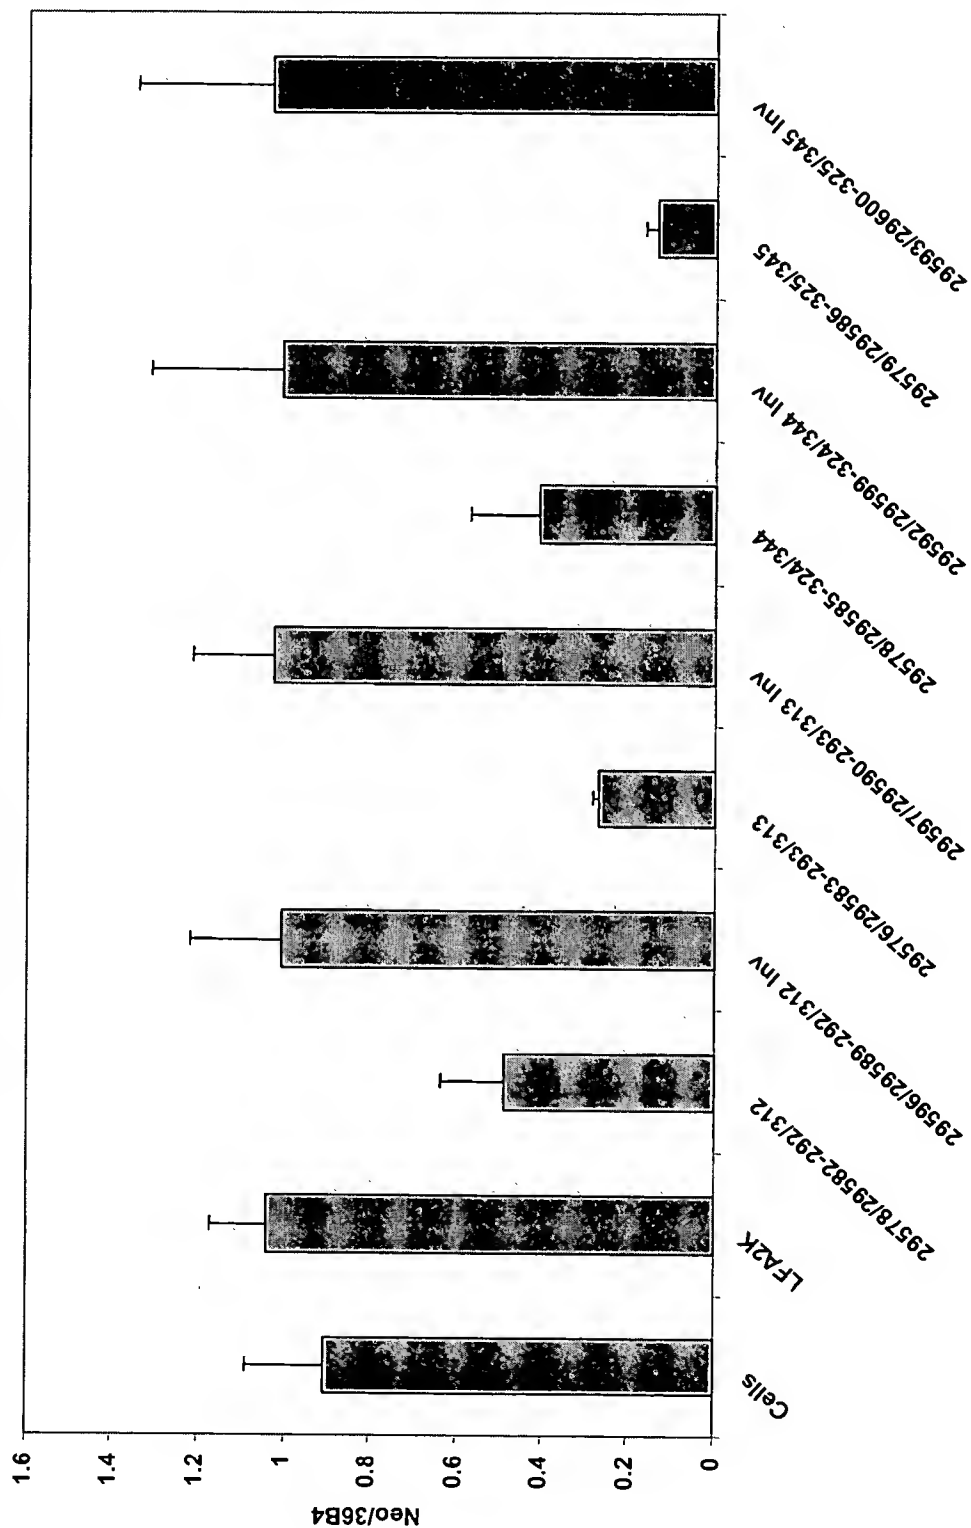 Neo/36B4
1.6
1.4
1.2
1
0.8
0.6
0.4
0.2
0
Cells
LFA2K
29578/29582-292/312
29596/29589-292/312 Inv
29576/29583-293/313
29597/29590-293/313 Inv
29578/29585-324/344
29592/29599-324/344 Inv
29579/29586-325/345
29593/29600-325/345 Inv